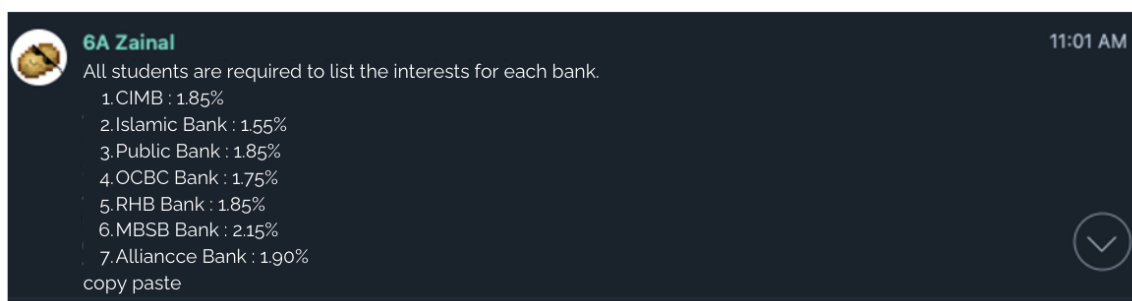 6A Zainal
11:01 AM
All students are required to list the interests for each bank.
1.CIMB : 1.85%
2.Islamic Bank : 1.55%
3.Public Bank : 1.85%
4.OCBC Bank : 1.75%
5.RHB Bank : 1.85%
6.MBSB Bank : 2.15%
7.Alliancce Bank : 1.90%
copy paste